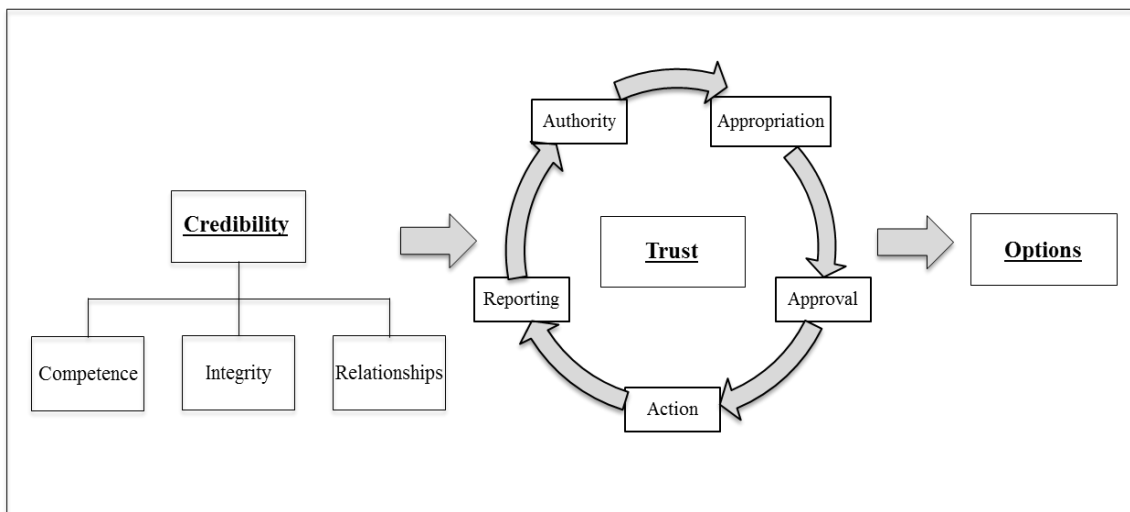 Authority
Appropriation
Credibility
Trust
Options
Reporting
Approval
Competence
Integrity
Relationships
Action